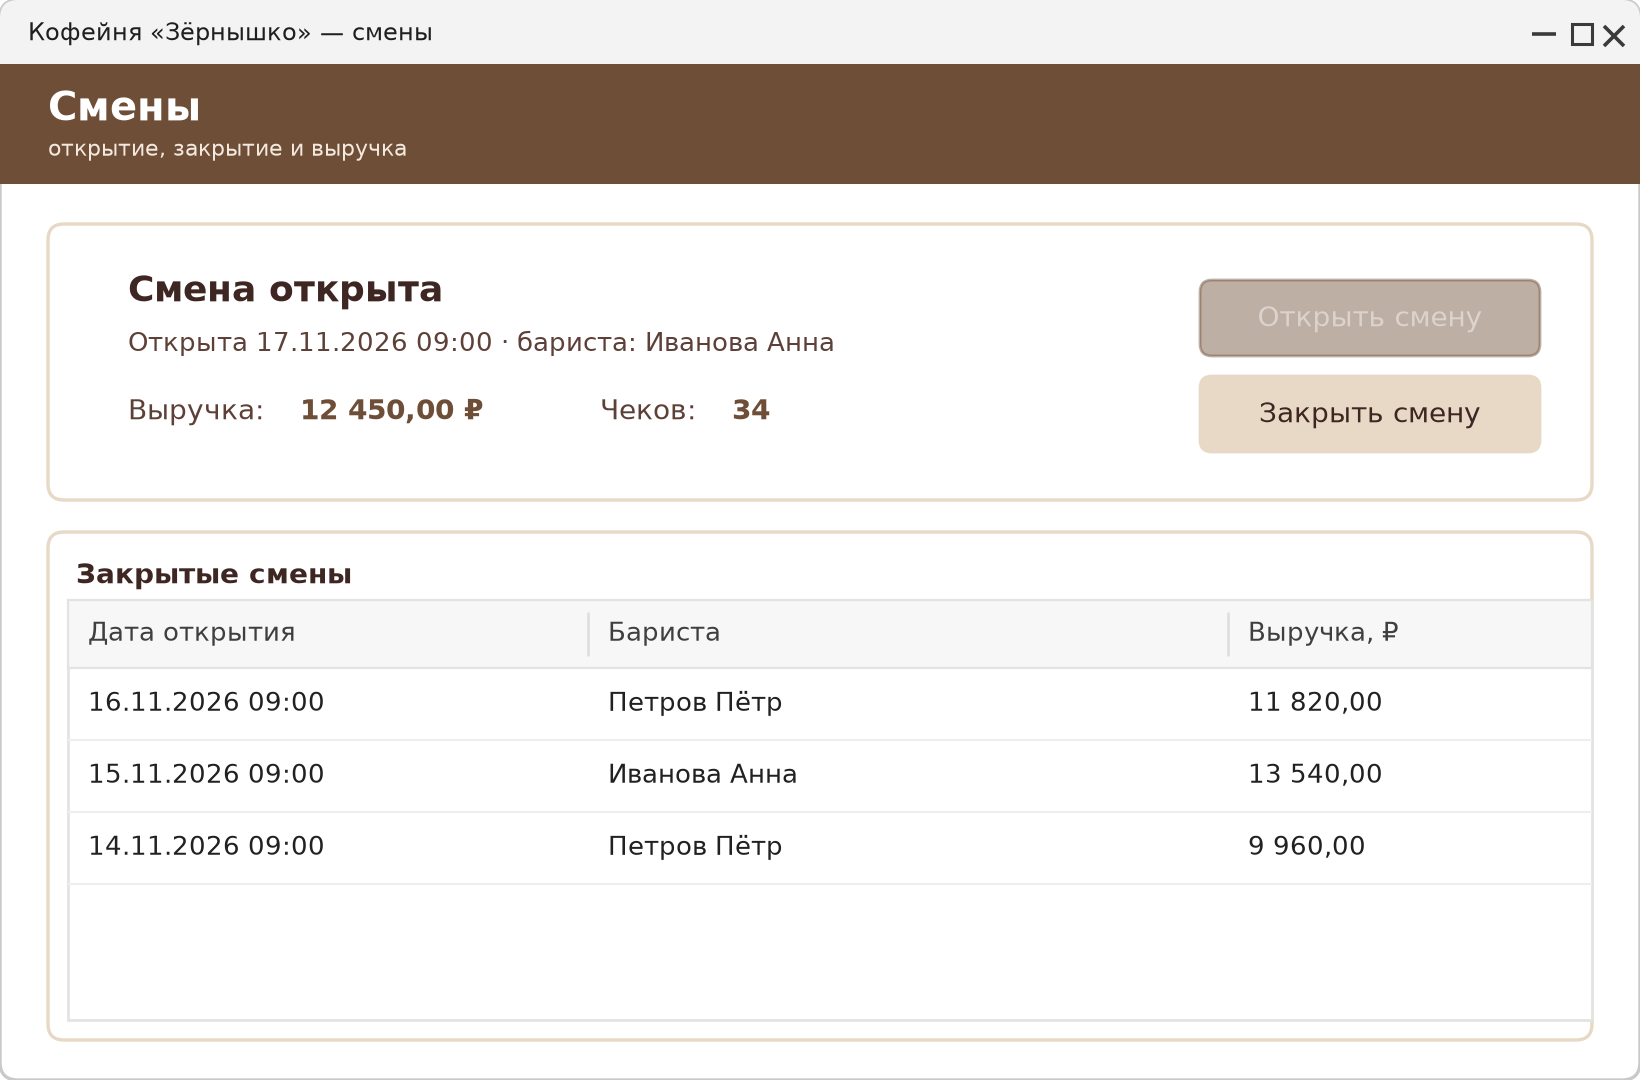 Кофейня «Зёрнышко» — смены
Смены
открытие, закрытие и выручка
Смена открыта
Открыта 17.11.2026 09:00 · бариста: Иванова Анна
Выручка: 12 450,00 ₽ Чеков: 34
Открыть смену
Закрыть смену
Закрытые смены
Дата открытия Бариста Выручка, ₽
16.11.2026 09:00 Петров Пётр 11 820,00
15.11.2026 09:00 Иванова Анна 13 540,00
14.11.2026 09:00 Петров Пётр 9 960,00